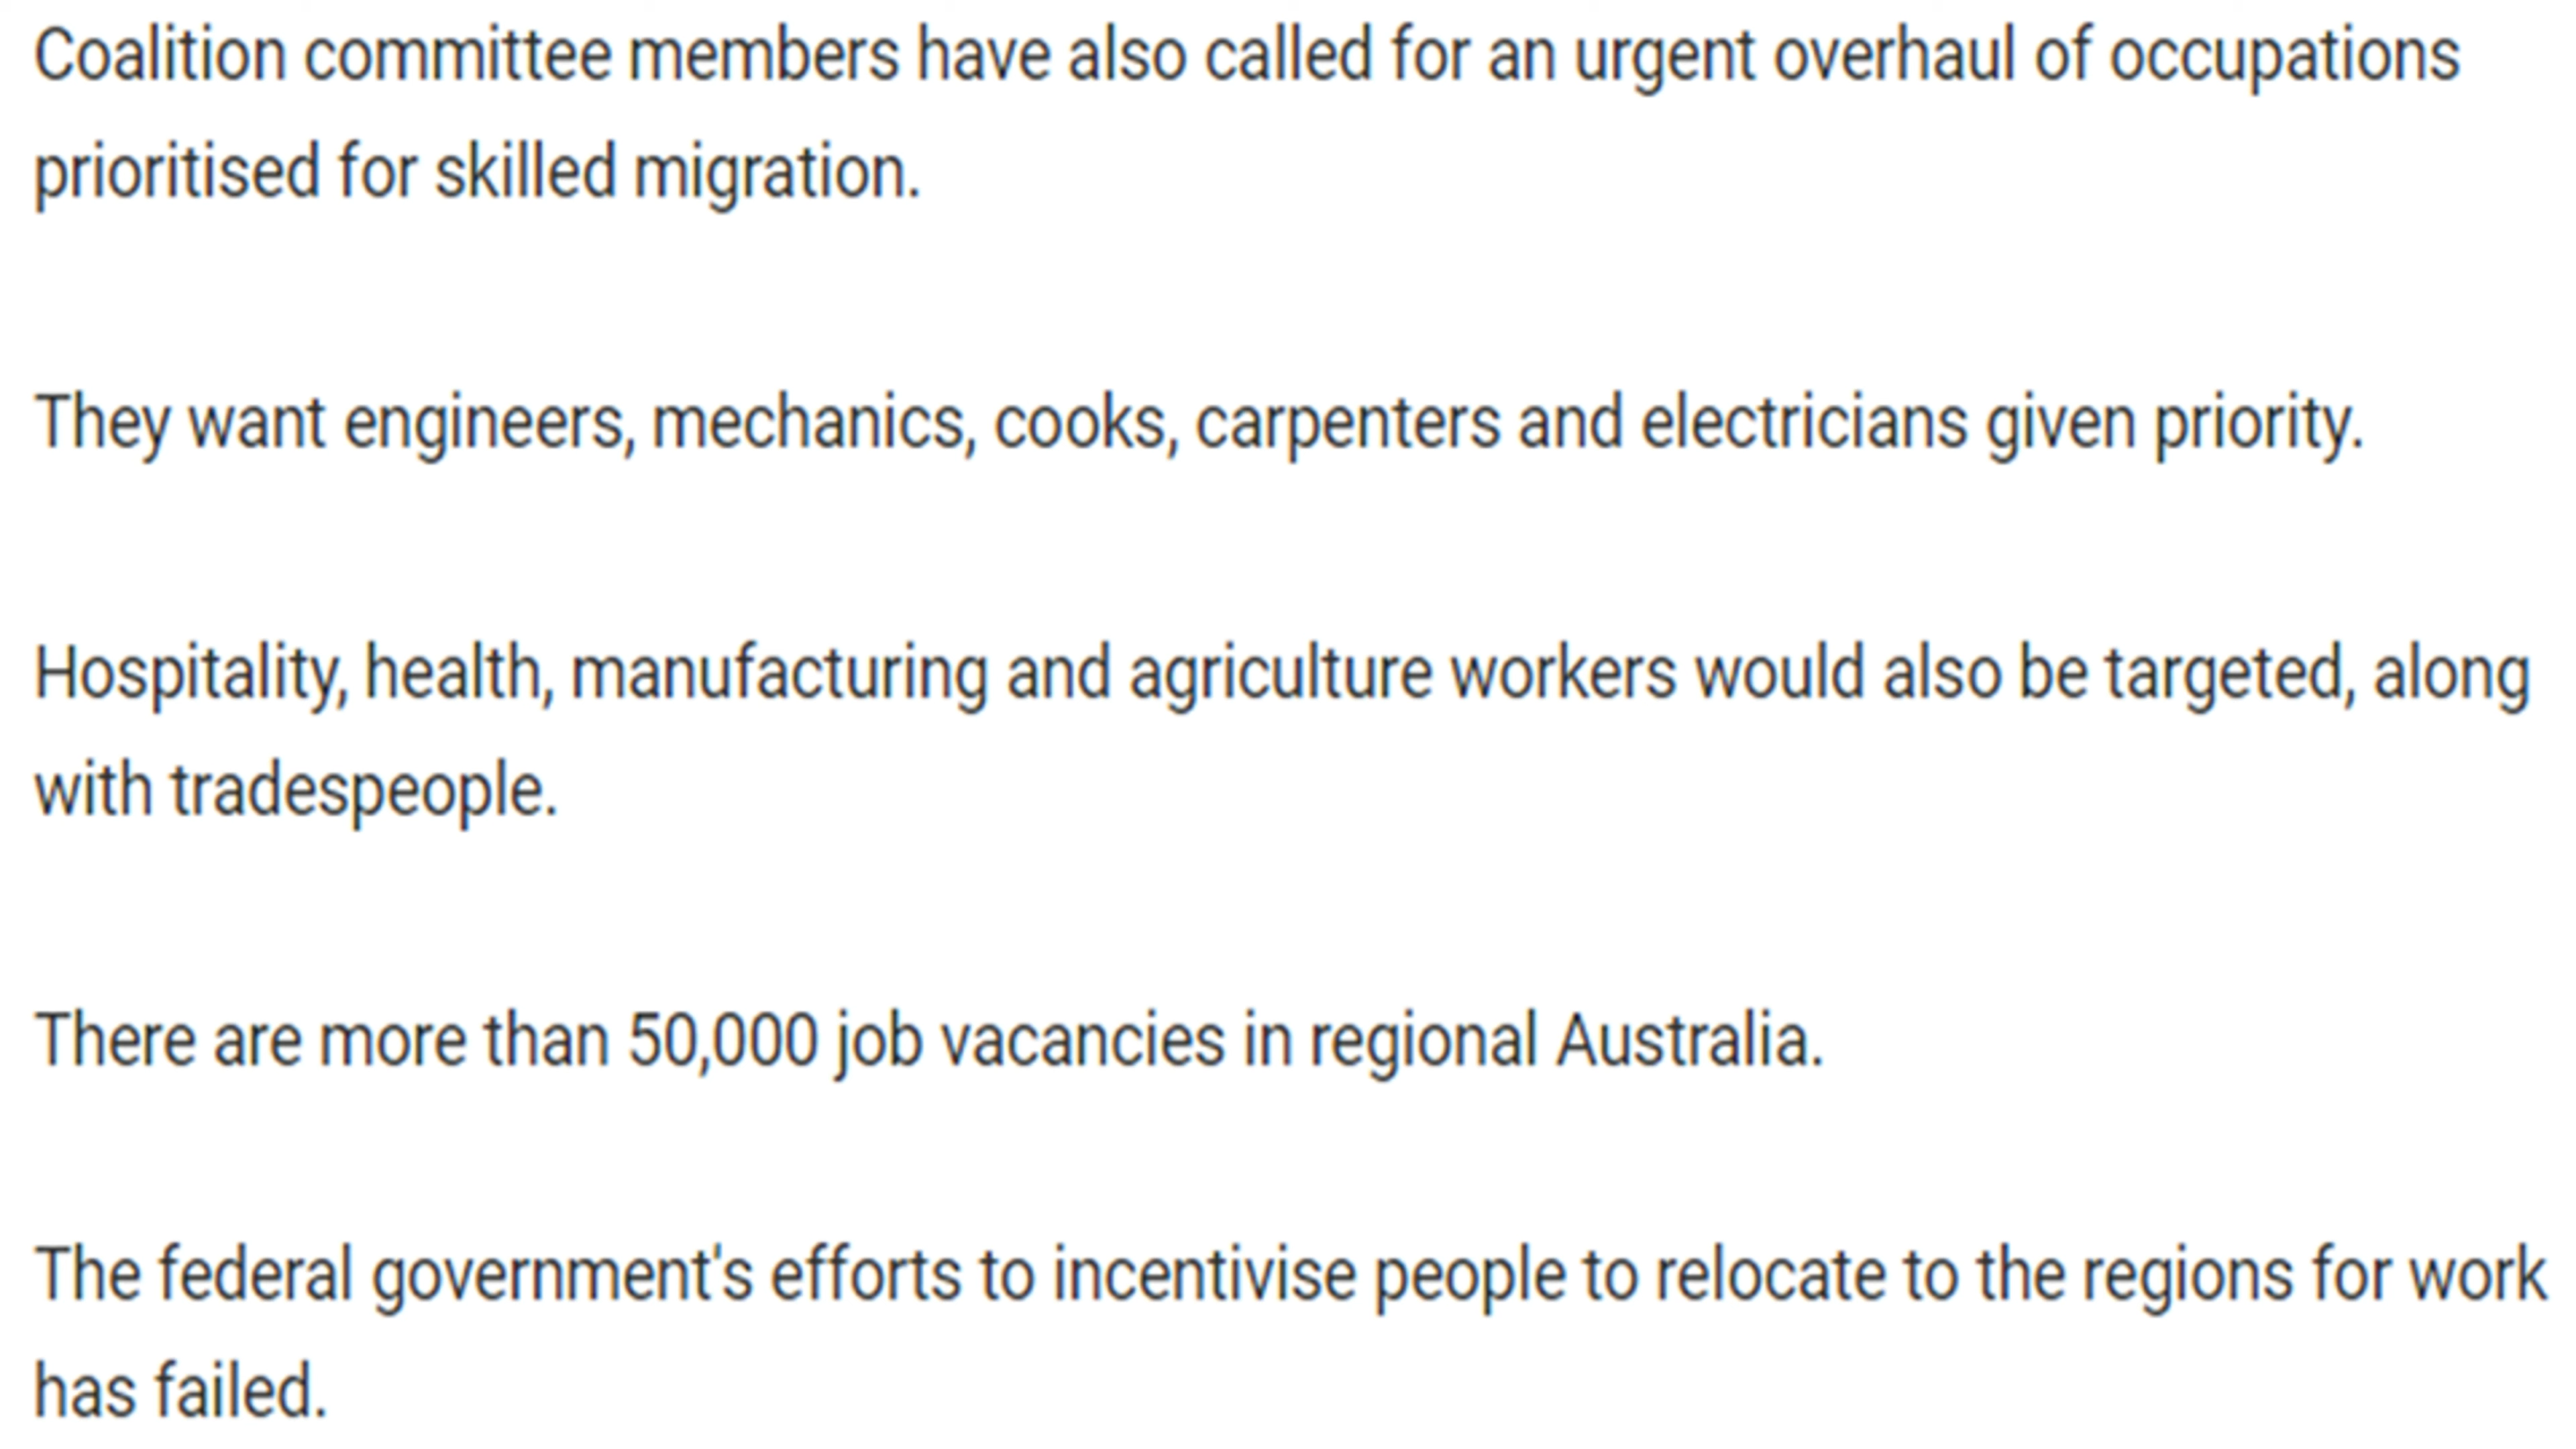 Coalition committee members have also called for an urgent overhaul of occupations
prioritised for skilled migration.
They want engineers, mechanics, cooks, carpenters and electricians given priority.
Hospitality, health, manufacturing and agriculture workers would also be targeted, along
with tradespeople.
There are more than 50,000 job vacancies in regional Australia.
The federal government's efforts to incentivise people to relocate to the regions for work
has failed.